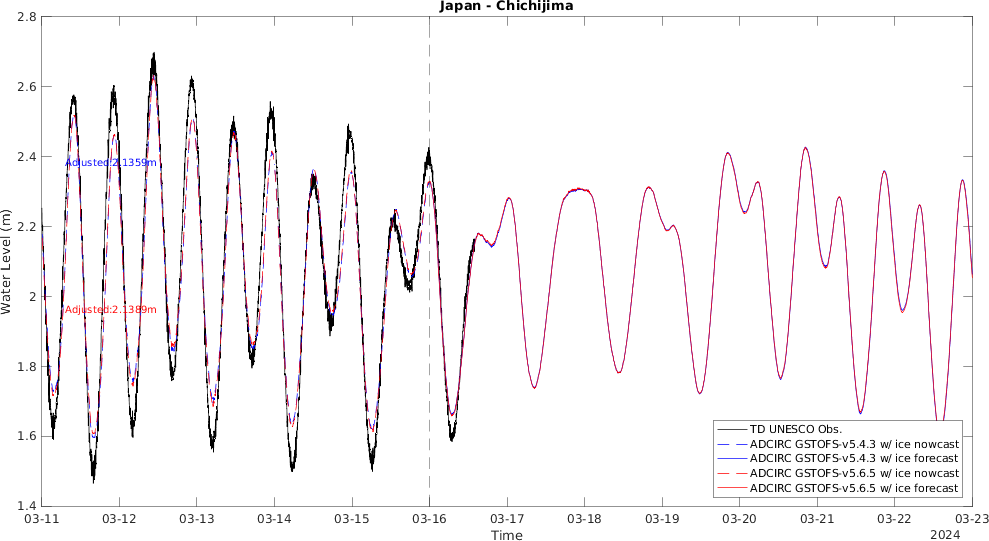 Japan - Chichijima
2.8
2.6
2.4
2.2
2
1.8
1.6
1.4
Water Level (m)
Adjusted:2.1359m
Adjusted:2.1389m
TD UNESCO Obs.
ADCIRC GSTOFS-v5.4.3 w/ ice nowcast
ADCIRC GSTOFS-v5.4.3 w/ ice forecast
ADCIRC GSTOFS-v5.6.5 w/ ice nowcast
ADCIRC GSTOFS-v5.6.5 w/ ice forecast
03-11 03-12 03-13 03-14 03-15 03-16 03-17 03-18 03-19 03-20 03-21 03-22 03-23
Time
2024